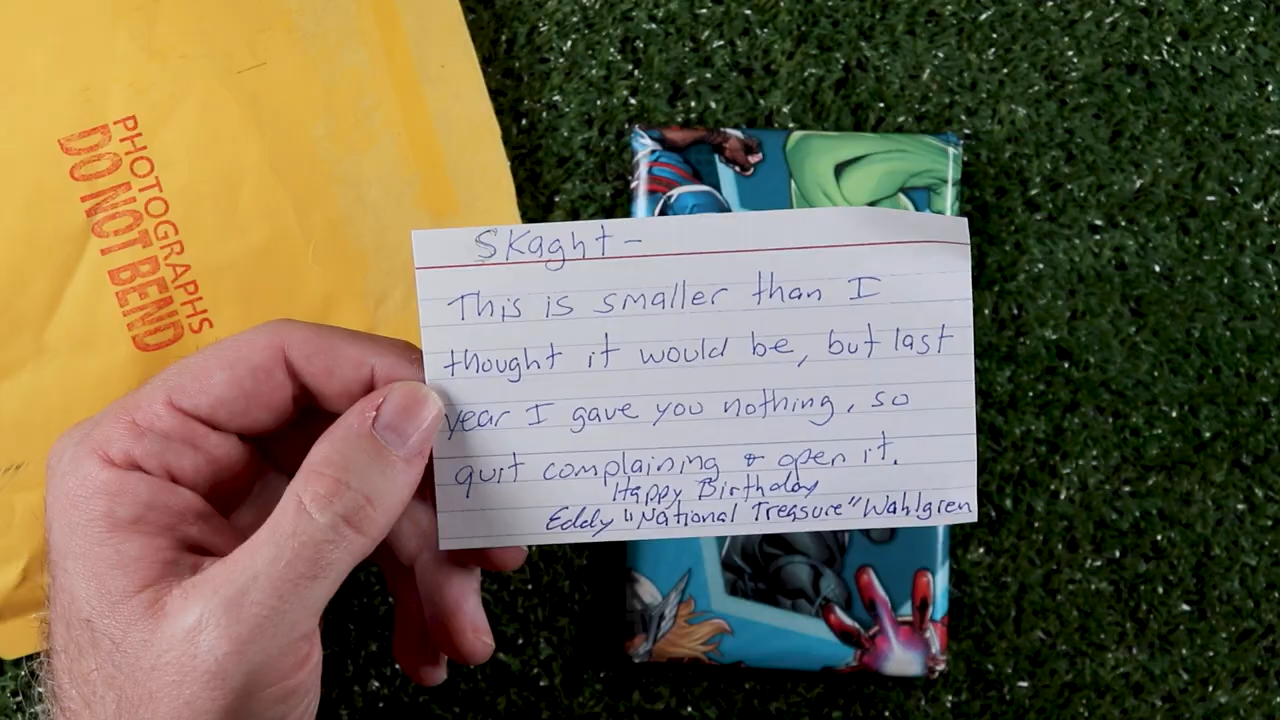 PHOTOGRAPHS
DO NOT BEND
Skaght -
This is smaller than I
thought it would be, but last
year I gave you nothing, so
quit complaining & open it.
Happy Birthday
Eddy "National Treasure" Wahlgren